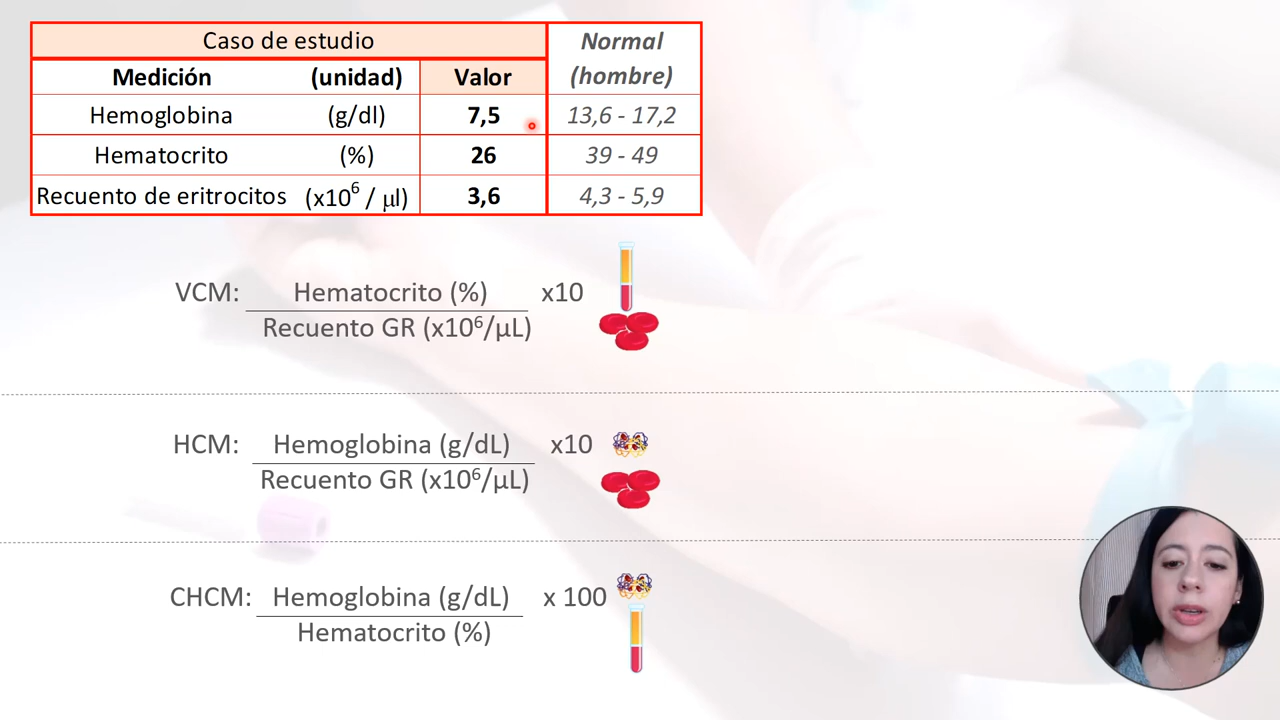 Caso de estudio
Normal
(hombre)
Medición (unidad) Valor
Hemoglobina (g/dl) 7,5 13,6 - 17,2
Hematocrito (%) 26 39 - 49
Recuento de eritrocitos (x10⁶ / µl) 3,6 4,3 - 5,9
VCM: Hematocrito (%) x10
Recuento GR (x10⁶/µL)
HCM: Hemoglobina (g/dL) x10
Recuento GR (x10⁶/µL)
CHCM: Hemoglobina (g/dL) x 100
Hematocrito (%)